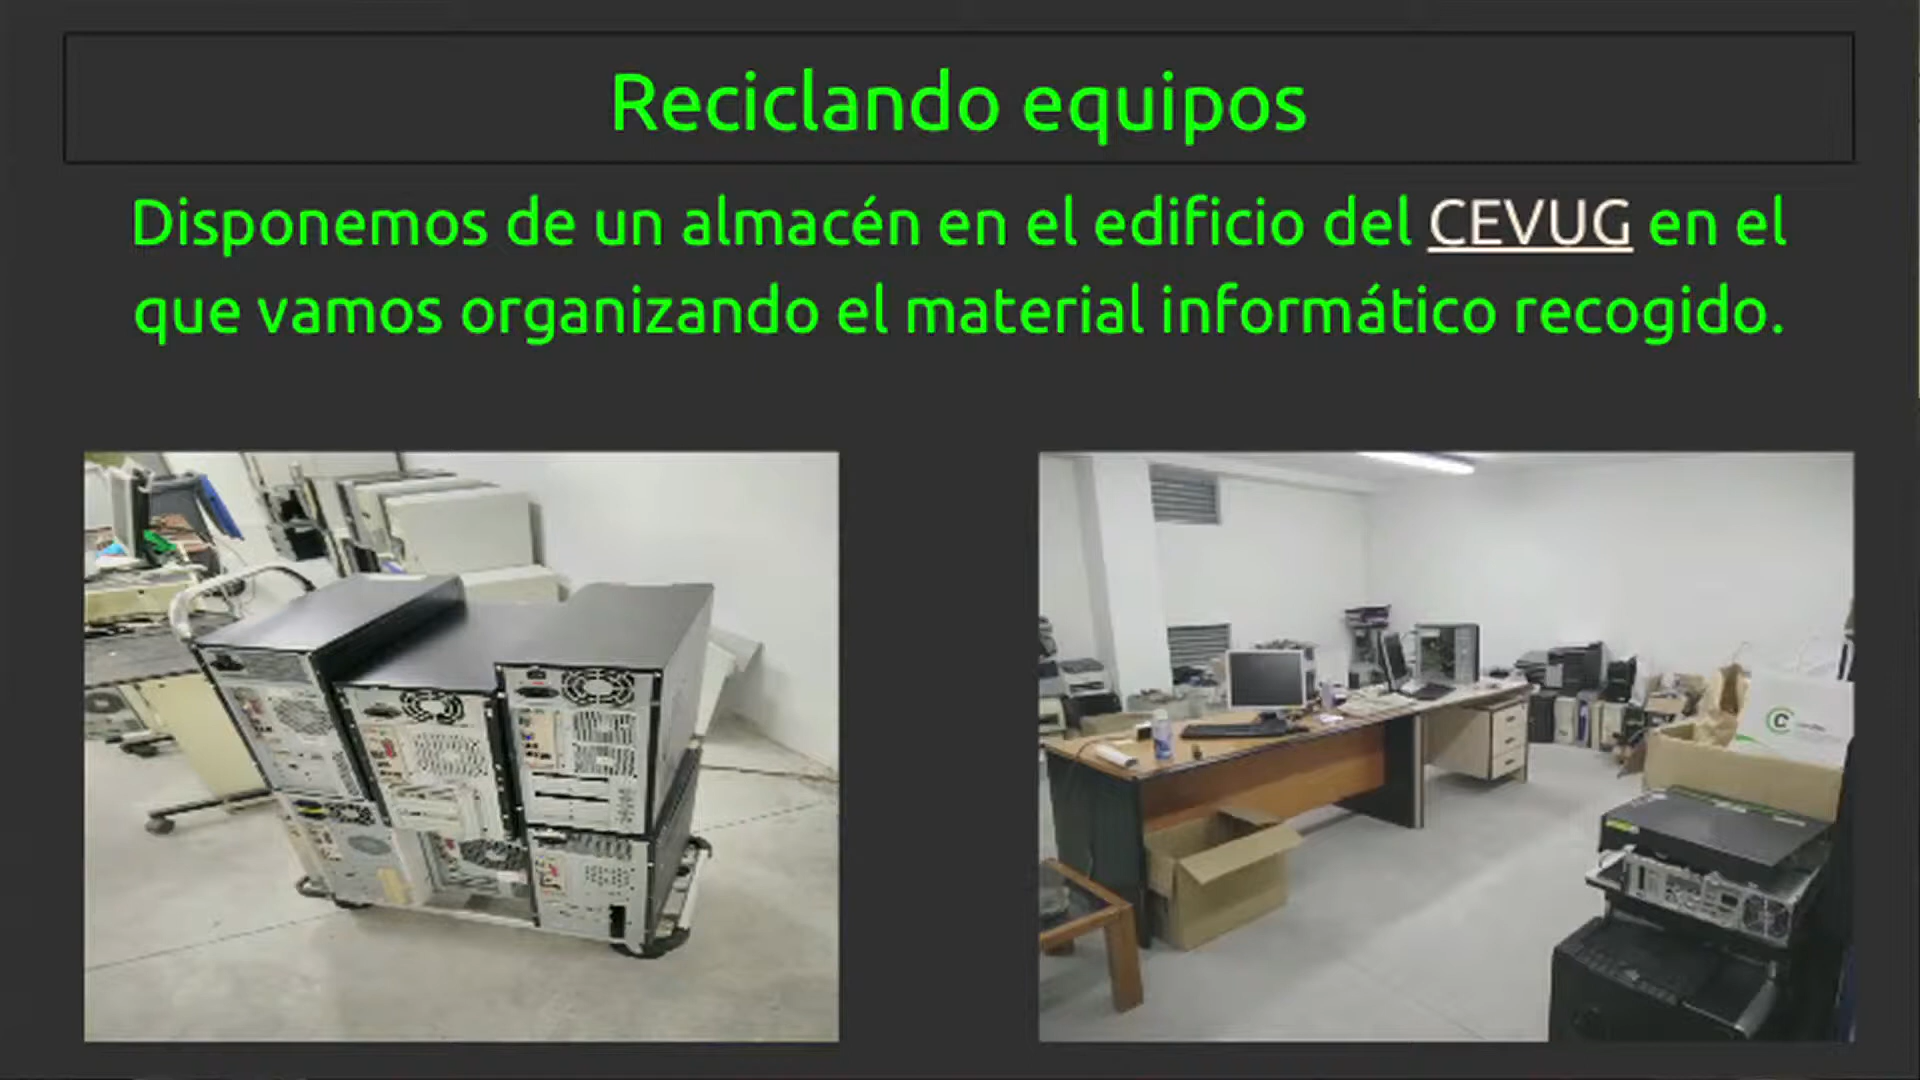 Reciclando equipos
Disponemos de un almacén en el edificio del CEVUG en el
que vamos organizando el material informático recogido.